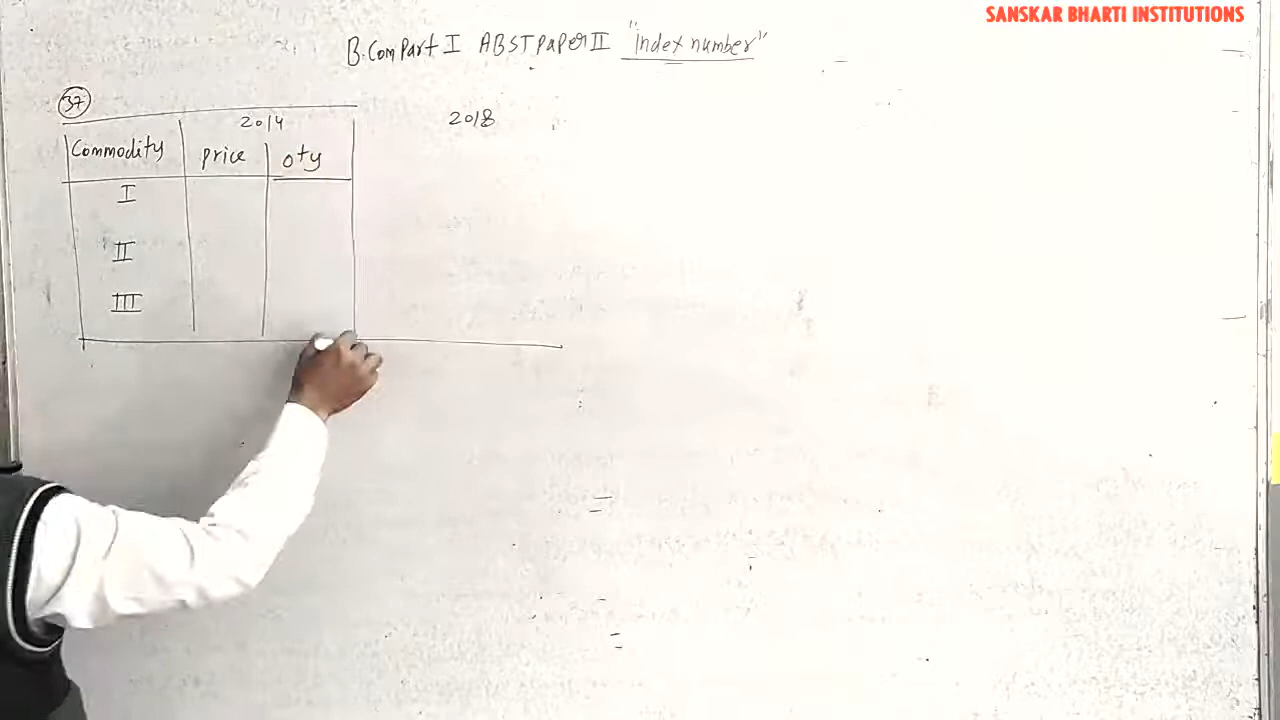 SANSKAR BHARTI INSTITUTIONS
B.Com Part I ABST Paper II "Index number"
37
2014 2018
Commodity price qty
I
II
III